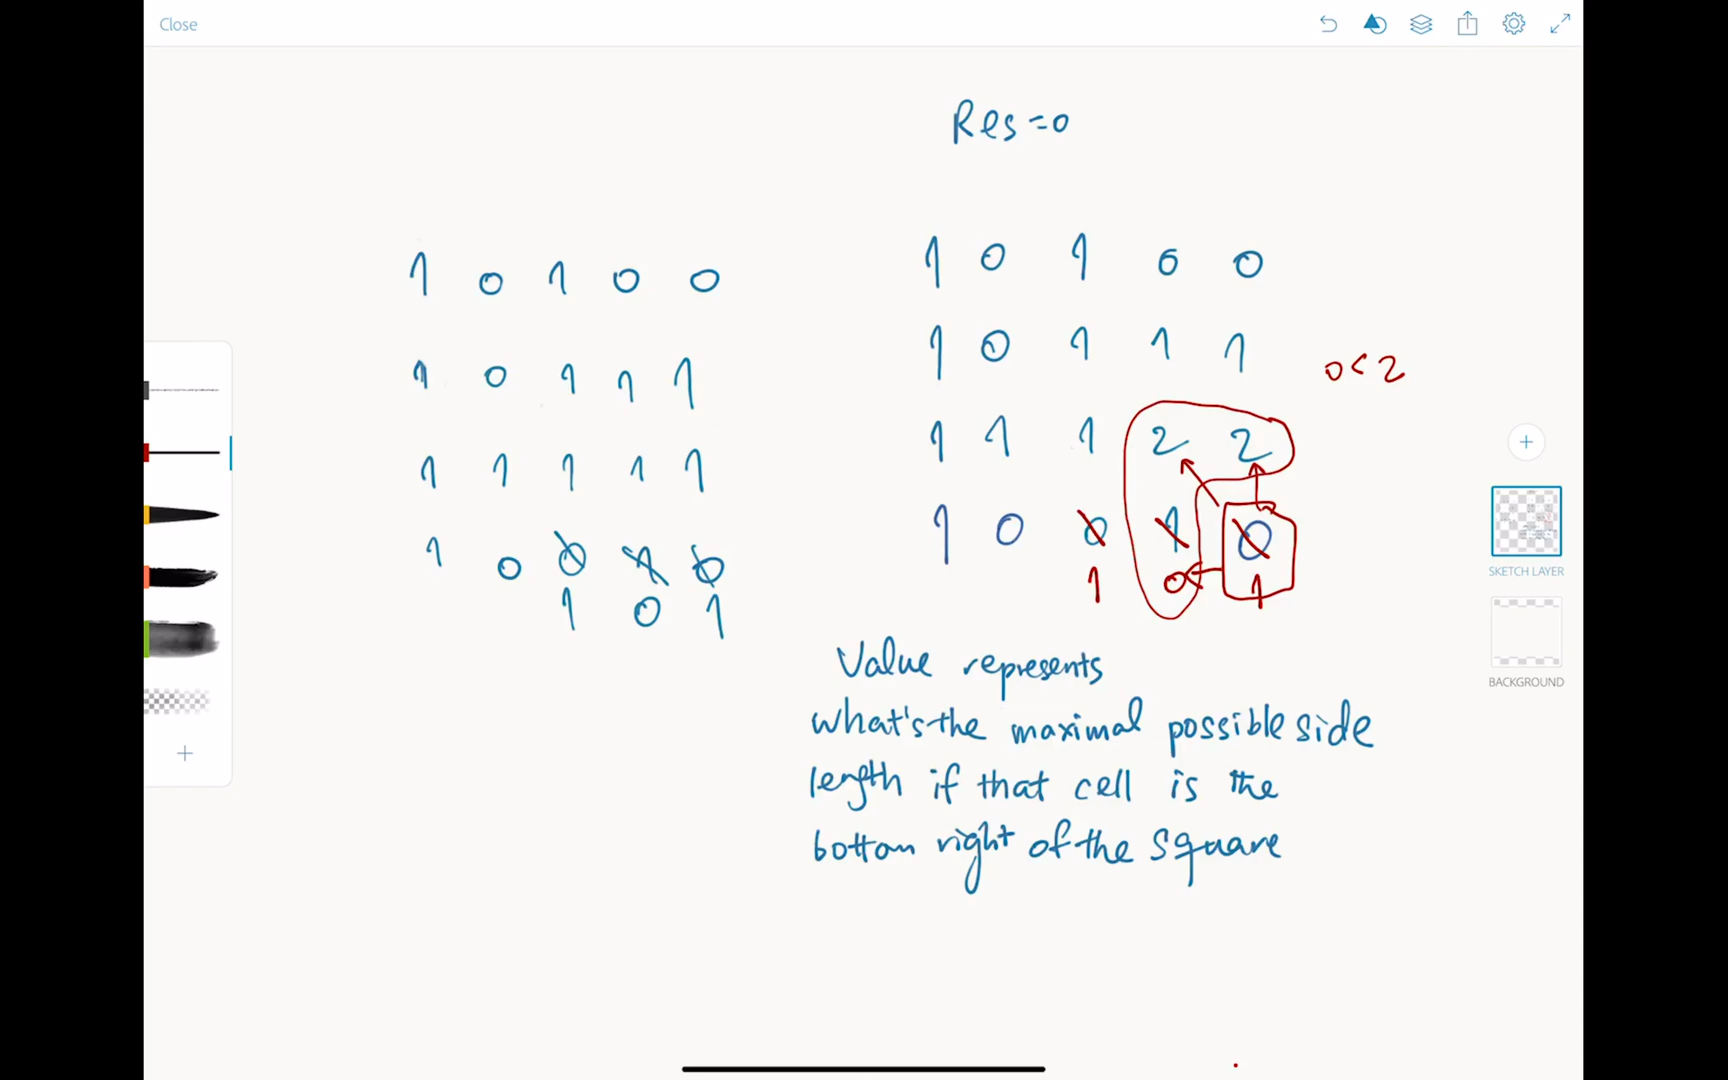 Close
Res=0
1 0 1 0 0
1 0 1 1 1
1 1 1 1 1
1 0 0 1 0
1 0 1
1 0 1 0 0
1 0 1 1 1
0<2
1 1 1 2 2
1 0 0 1 0
1 0 1
Value represents
what's the maximal possible side
length if that cell is the
bottom right of the square
SKETCH LAYER
BACKGROUND